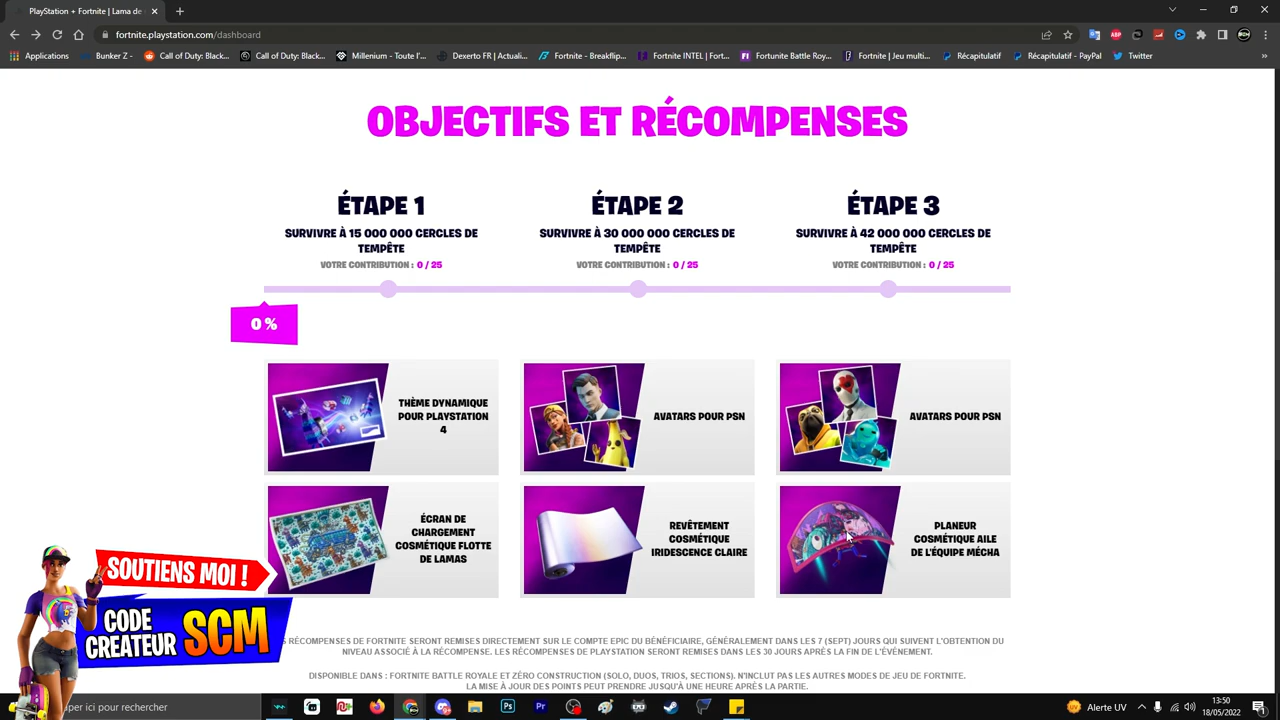 PlayStation + Fortnite | Game de
fortnite.playstation.com/dashboard
ABP
Applications
Bunker Z -
Call of Duty: Black...
Call of Duty: Black...
Millenium - Toute l'...
Dexerto FR | Actuali...
Fortnite - Breakflip...
Fortnite INTEL | Fort...
Fortunite Battle Roy...
Fortnite | Jeu multi...
Récapitulatif
Récapitulatif - PayPal
Twitter
»
OBJECTIFS ET RÉCOMPENSES
ÉTAPE 1
SURVIVRE À 15 000 000 CERCLES DE
TEMPÊTE
VOTRE CONTRIBUTION : 0 / 25
ÉTAPE 2
SURVIVRE À 30 000 000 CERCLES DE
TEMPÊTE
VOTRE CONTRIBUTION : 0 / 25
ÉTAPE 3
SURVIVRE À 42 000 000 CERCLES DE
TEMPÊTE
VOTRE CONTRIBUTION : 0 / 25
0 %
THÈME DYNAMIQUE
POUR PLAYSTATION
4
AVATARS POUR PSN
AVATARS POUR PSN
ÉCRAN DE
CHARGEMENT
COSMÉTIQUE FLOTTE
DE LAMAS
REVÊTEMENT
COSMÉTIQUE
IRIDESCENCE CLAIRE
PLANEUR
COSMÉTIQUE AILE
DE L'ÉQUIPE MÉCHA
SOUTIENS MOI !
CODE
CREATEUR SCM
RÉCOMPENSES DE FORTNITE SERONT REMISES DIRECTEMENT SUR LE COMPTE EPIC DU BÉNÉFICIAIRE, GÉNÉRALEMENT DANS LES 7 (SEPT) JOURS QUI SUIVENT L'OBTENTION DU
NIVEAU ASSOCIÉ À LA RÉCOMPENSE. LES RÉCOMPENSES DE PLAYSTATION SERONT REMISES DANS LES 30 JOURS APRÈS LA FIN DE L'ÉVÉNEMENT.
DISPONIBLE DANS : FORTNITE BATTLE ROYALE ET ZÉRO CONSTRUCTION (SOLO, DUOS, TRIOS, SECTIONS). N'INCLUT PAS LES AUTRES MODES DE JEU DE FORTNITE.
LA MISE À JOUR DES POINTS PEUT PRENDRE JUSQU'À UNE HEURE APRÈS LA PARTIE.
aper ici pour rechercher
Ps
Pr
Alerte UV
13:50
18/05/2022